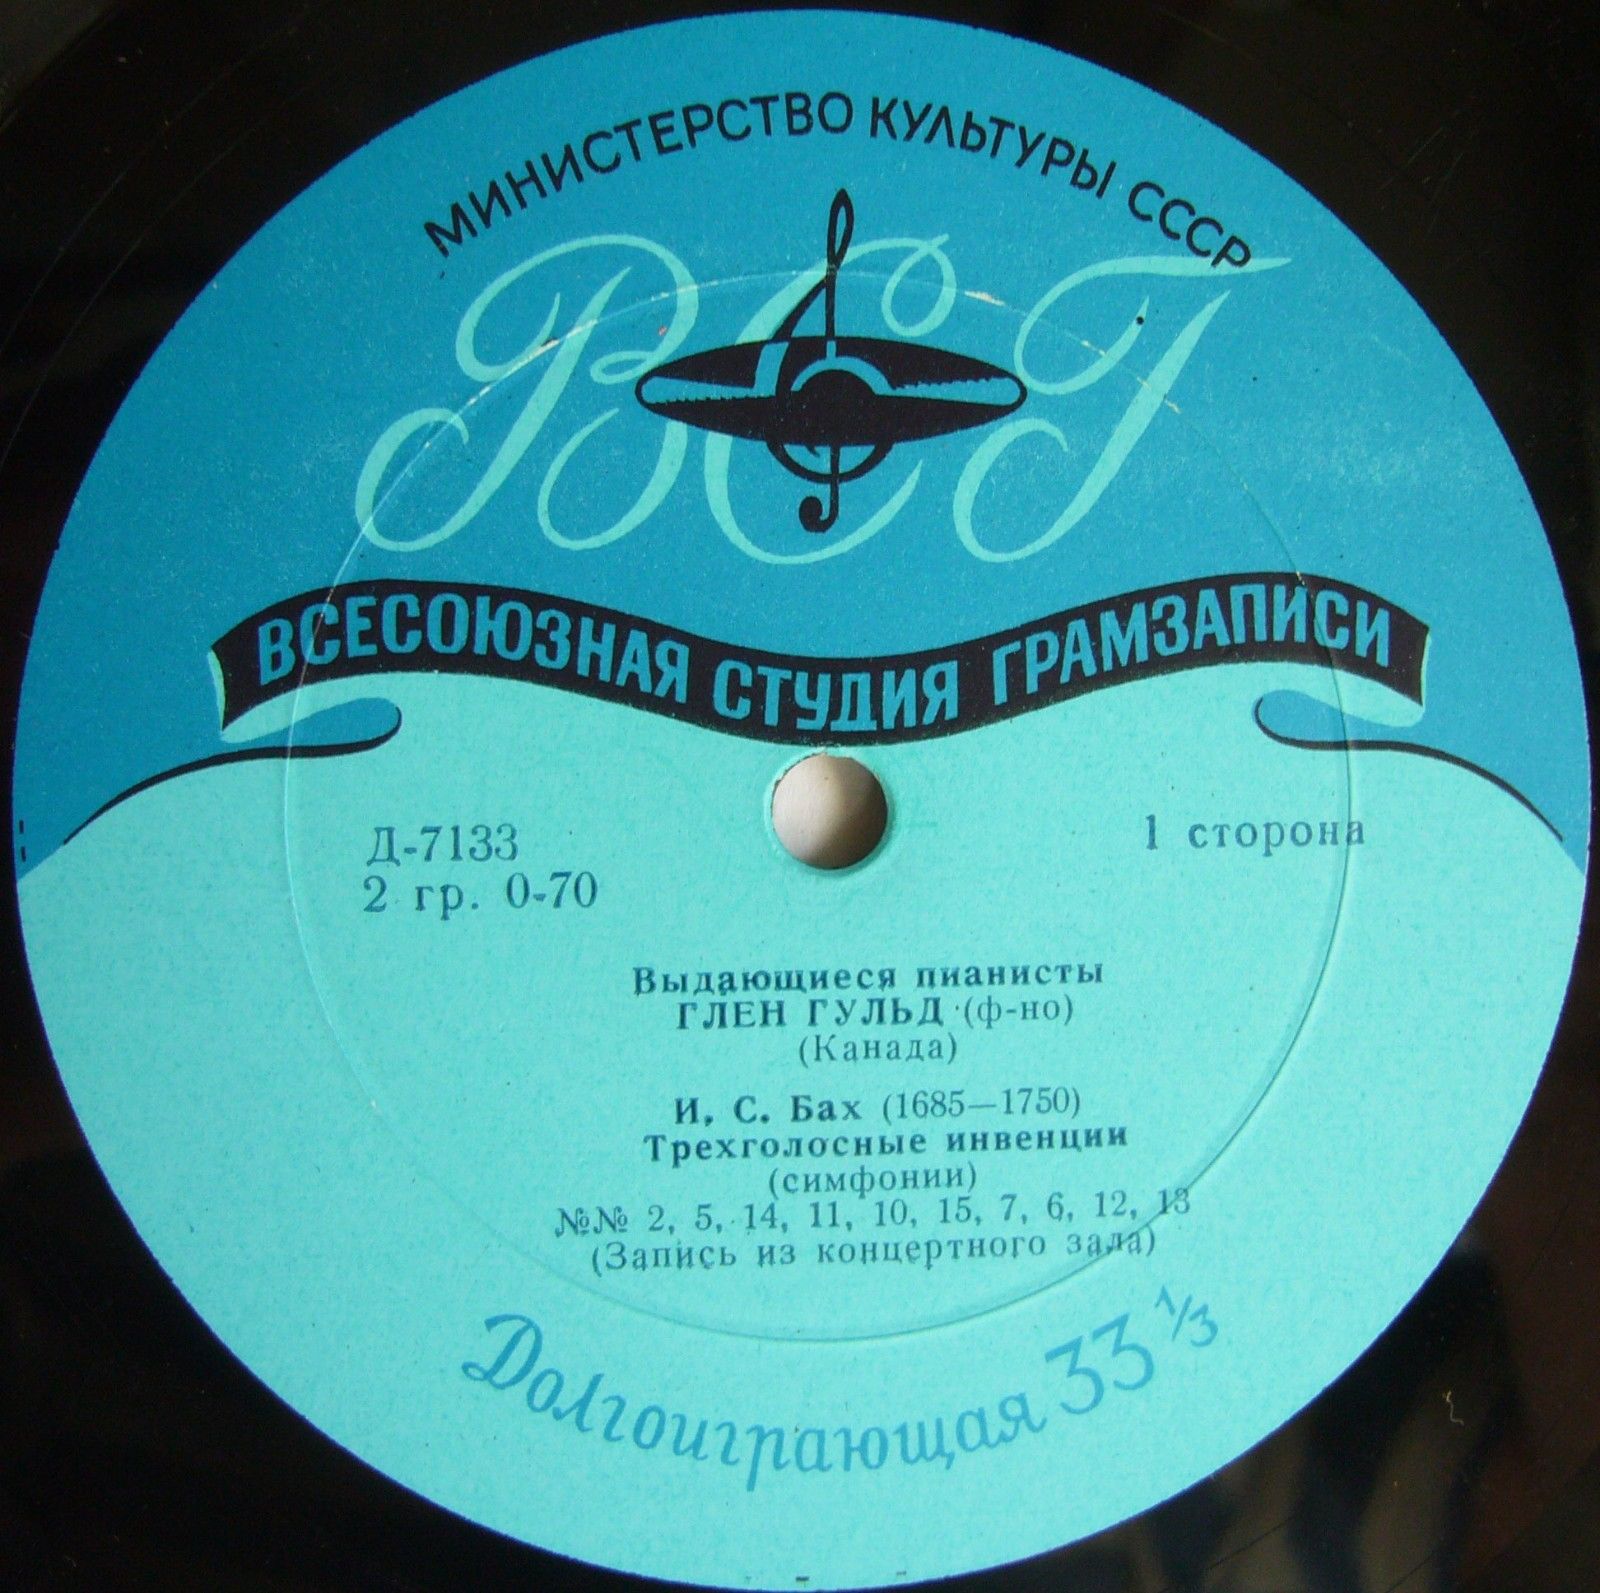 МИНИСТЕРСТВО КУЛЬТУРЫ СССР
ВСГ
ВСЕСОЮЗНАЯ СТУДИЯ ГРАМЗАПИСИ
Д-7133
1 сторона
2 гр. 0-70
Выдающиеся пианисты
ГЛЕН ГУЛЬД (ф-но)
(Канада)
И. С. Бах (1685—1750)
Трехголосные инвенции
(симфонии)
№№ 2, 5, 14, 11, 10, 15, 7, 6, 12, 13
(Запись из концертного зала)
Долгоиграющая 33 1/3